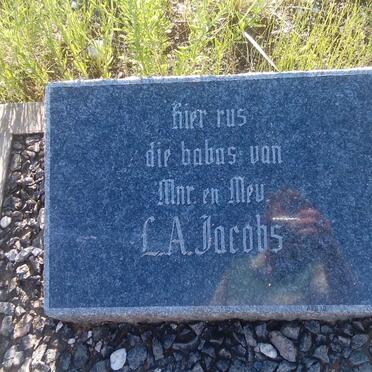 Hier rus
die babas van
Mnr. en Mev
L.A. Jacobs